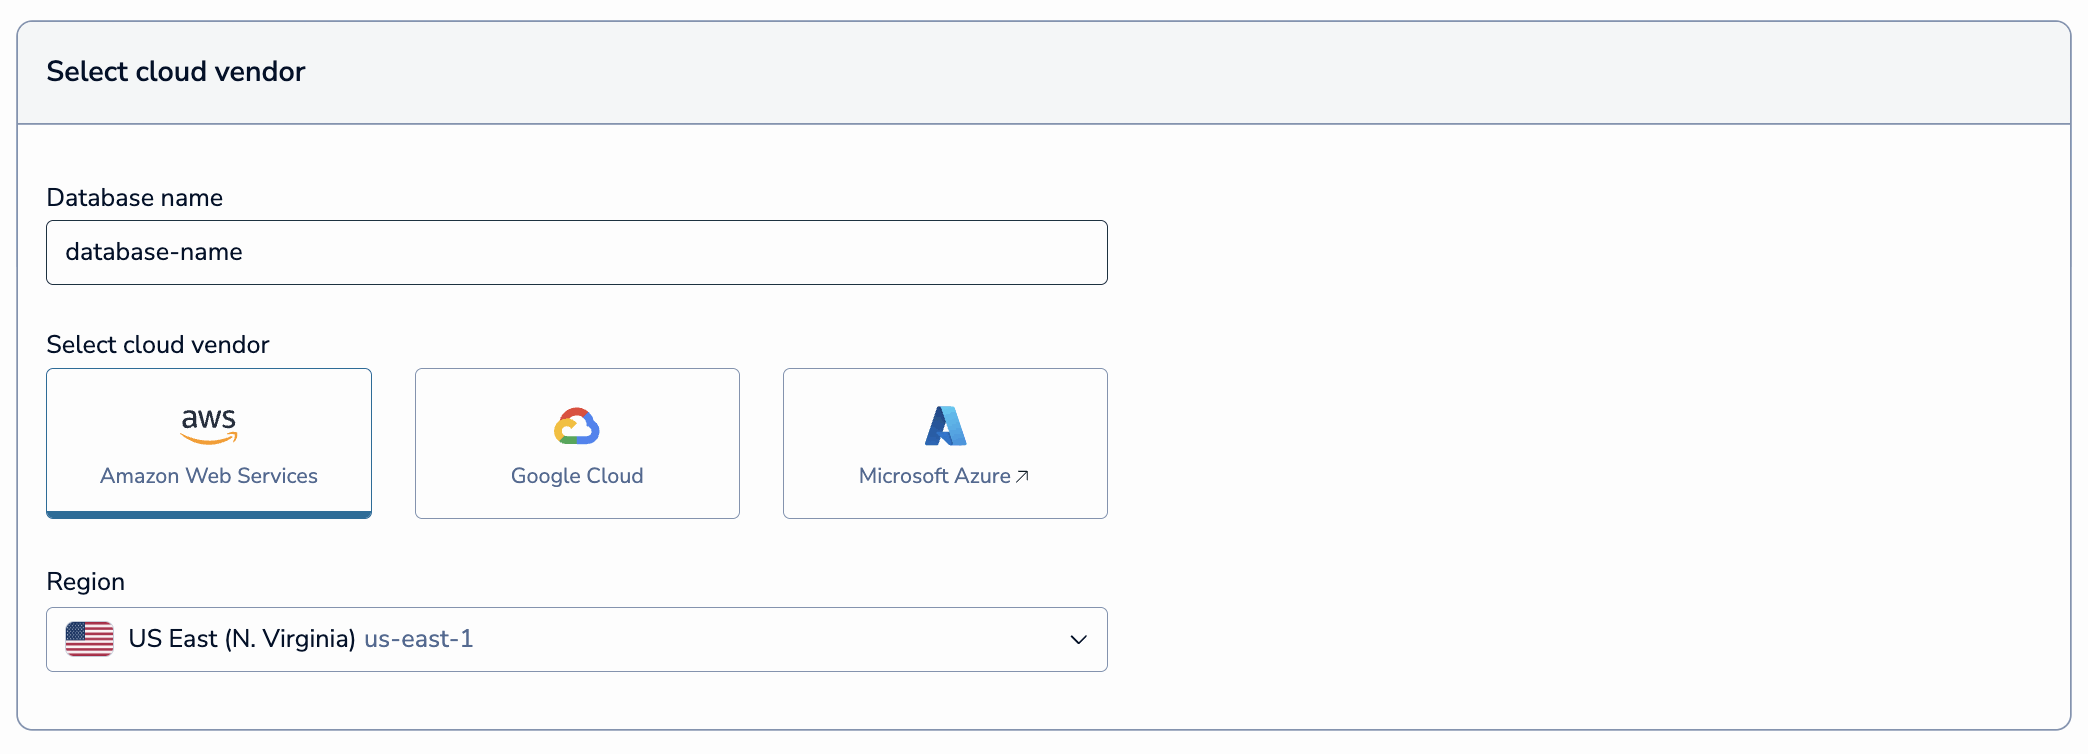 Select cloud vendor
Database name
database-name
Select cloud vendor
aws
Amazon Web Services
Google Cloud
Microsoft Azure
Region
US East (N. Virginia) us-east-1